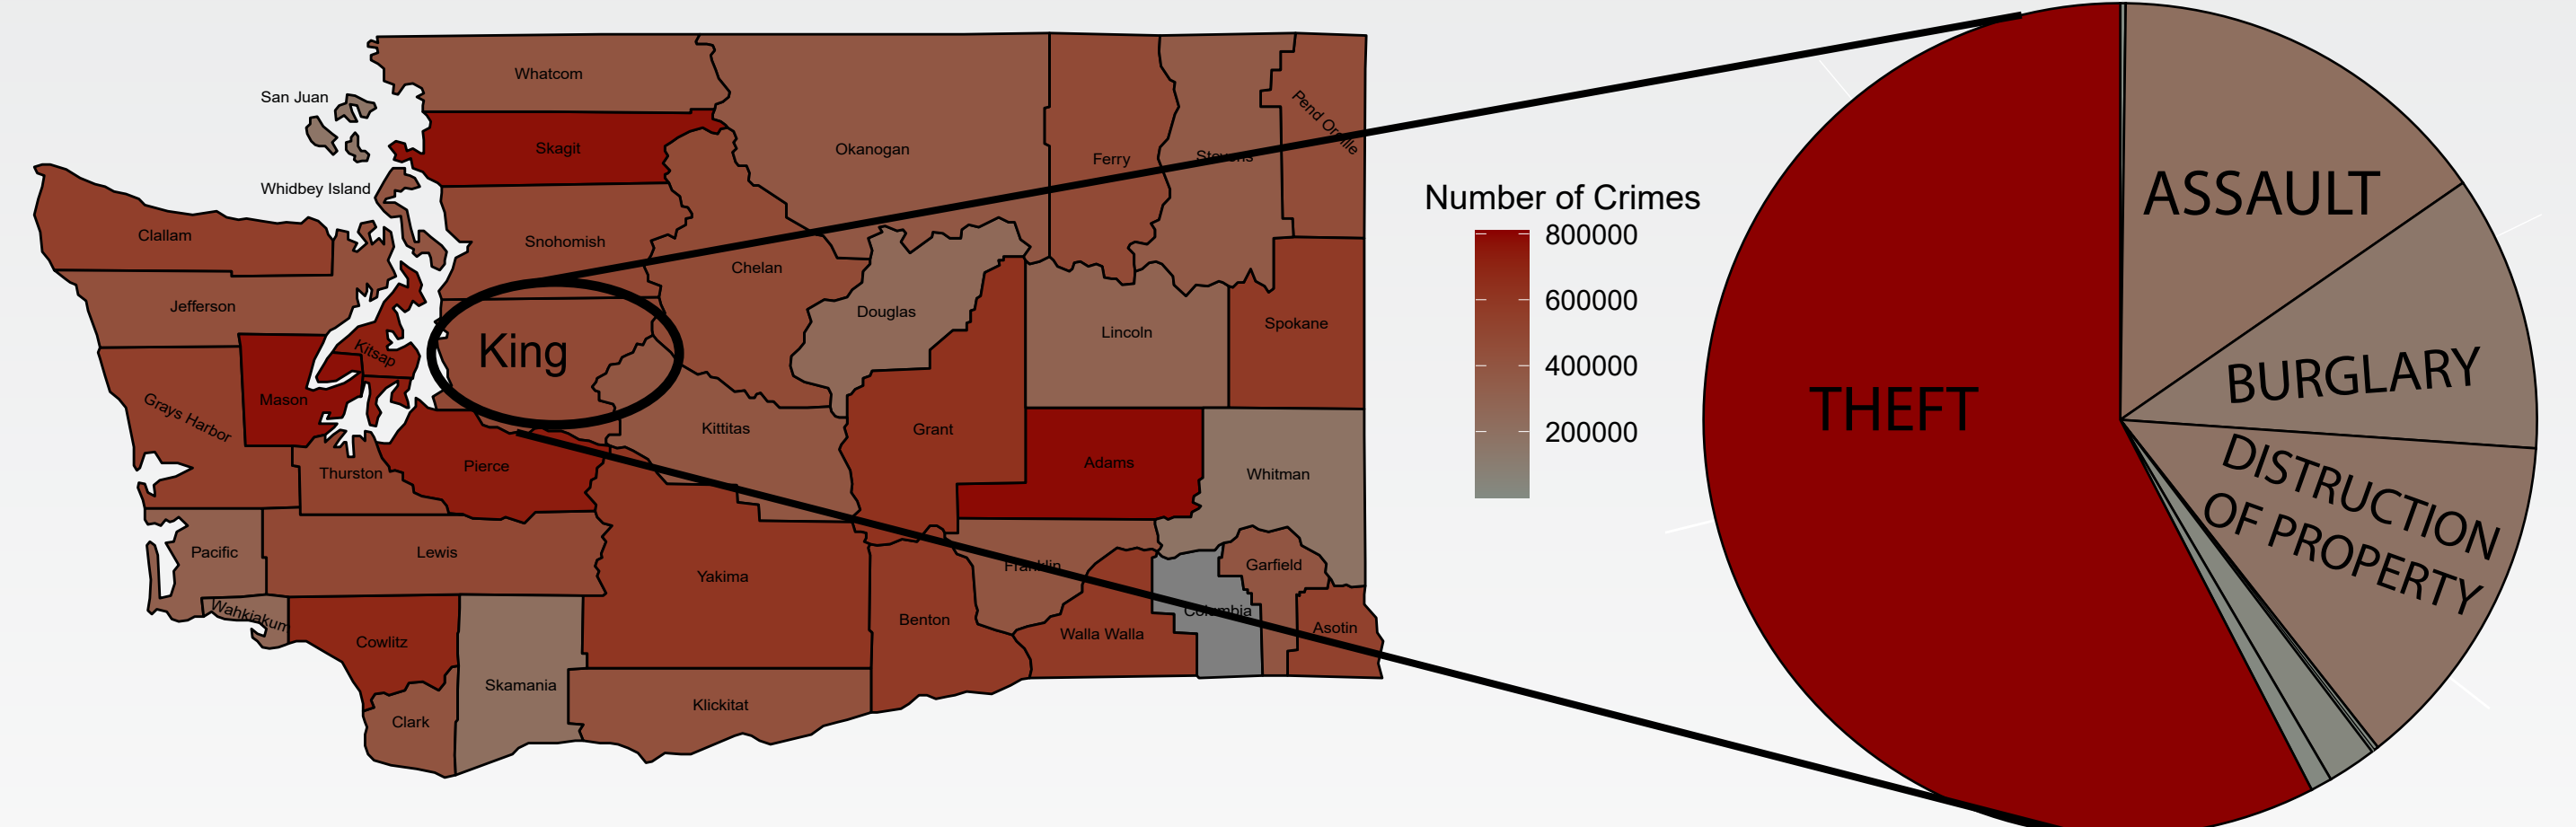 Whatcom
San Juan
Skagit
Okanogan
Ferry
Stevens
Pend Oreille
Whidbey Island
Clallam
Snohomish
Chelan
Jefferson
Douglas
Lincoln
Spokane
King
Kitsap
Mason
Grays Harbor
Kittitas
Grant
Adams
Whitman
Thurston
Pierce
Pacific
Lewis
Yakima
Franklin
Garfield
Columbia
Wahkiakum
Cowlitz
Benton
Walla Walla
Asotin
Skamania
Klickitat
Clark
Number of Crimes
800000
600000
400000
200000
THEFT
ASSAULT
BURGLARY
DISTRUCTION
OF PROPERTY